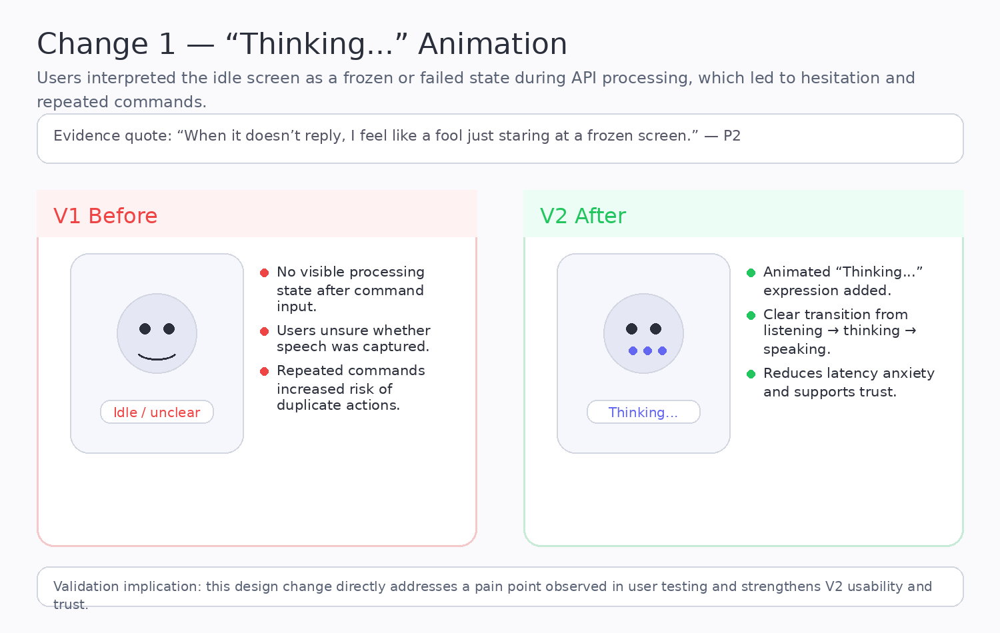 Change 1 — “Thinking...” Animation
Users interpreted the idle screen as a frozen or failed state during API processing, which led to hesitation and
repeated commands.
Evidence quote: “When it doesn’t reply, I feel like a fool just staring at a frozen screen.” — P2
V1 Before
No visible processing
state after command
input.
Users unsure whether
speech was captured.
Repeated commands
increased risk of
duplicate actions.
Idle / unclear
V2 After
Animated “Thinking...”
expression added.
Clear transition from
listening → thinking →
speaking.
Reduces latency anxiety
and supports trust.
Thinking...
Validation implication: this design change directly addresses a pain point observed in user testing and strengthens V2 usability and
trust.